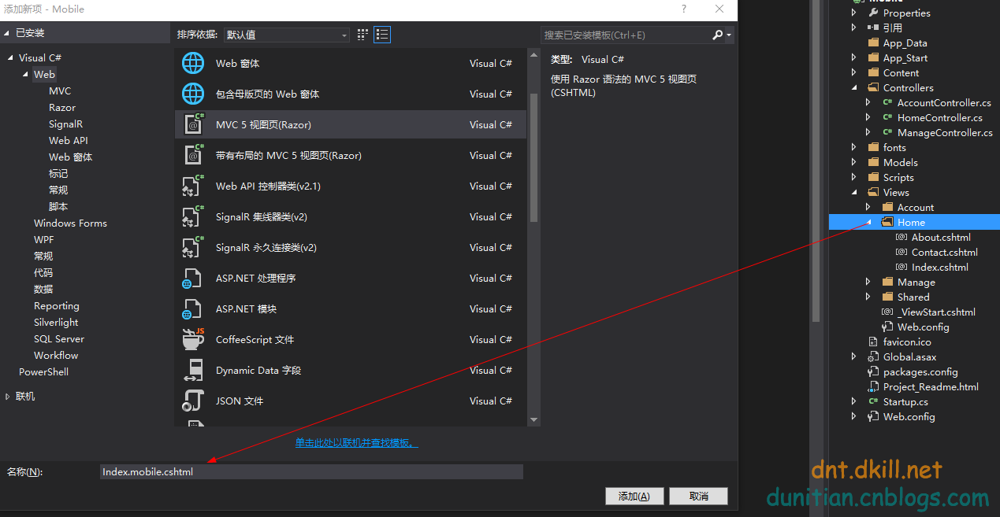 添加新项 - Mobile
?
已安装
Visual C#
Web
MVC
Razor
SignalR
Web API
Web 窗体
标记
常规
脚本
Windows Forms
WPF
常规
代码
数据
Reporting
Silverlight
SQL Server
Workflow
PowerShell
联机
排序依据: 默认值
Web 窗体 Visual C#
包含母版页的 Web 窗体 Visual C#
MVC 5 视图页(Razor) Visual C#
带有布局的 MVC 5 视图页(Razor) Visual C#
Web API 控制器类(v2.1) Visual C#
SignalR 集线器类(v2) Visual C#
SignalR 永久连接类(v2) Visual C#
ASP.NET 处理程序 Visual C#
ASP.NET 模块 Visual C#
CoffeeScript 文件 Visual C#
Dynamic Data 字段 Visual C#
JSON 文件 Visual C#
单击此处以联机并查找模板。
搜索已安装模板(Ctrl+E)
类型: Visual C#
使用 Razor 语法的 MVC 5 视图页
(CSHTML)
名称(N): Index.mobile.cshtml
添加(A) 取消
Mobile
Properties
引用
App_Data
App_Start
Content
Controllers
AccountController.cs
HomeController.cs
ManageController.cs
fonts
Models
Scripts
Views
Account
Home
About.cshtml
Contact.cshtml
Index.cshtml
Manage
Shared
_ViewStart.cshtml
Web.config
favicon.ico
Global.asax
packages.config
Project_Readme.html
Startup.cs
Web.config
dnt.dkill.net
dunitian.cnblogs.com